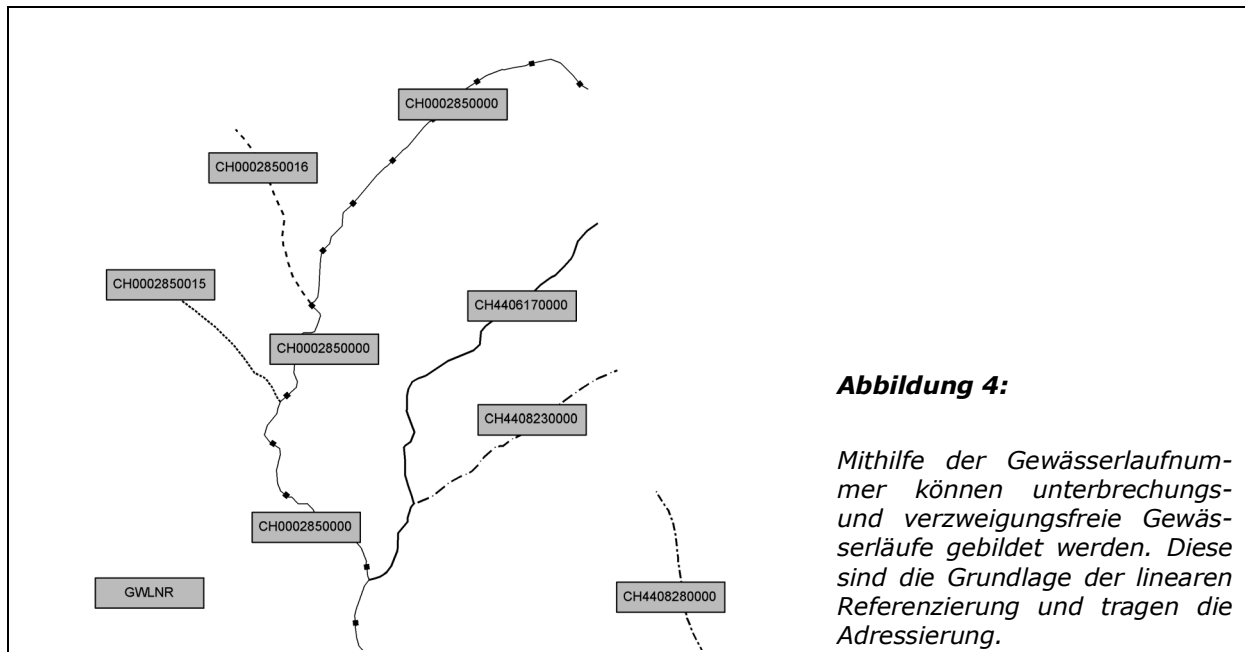 CH0002850000
CH0002850016
CH0002850015
CH4406170000
CH0002850000
CH4408230000
CH0002850000
GWLNR
CH4408280000
Abbildung 4:
Mithilfe der Gewässerlaufnum-
mer können unterbrechungs-
und verzweigungsfreie Gewäs-
serläufe gebildet werden. Diese
sind die Grundlage der linearen
Referenzierung und tragen die
Adressierung.